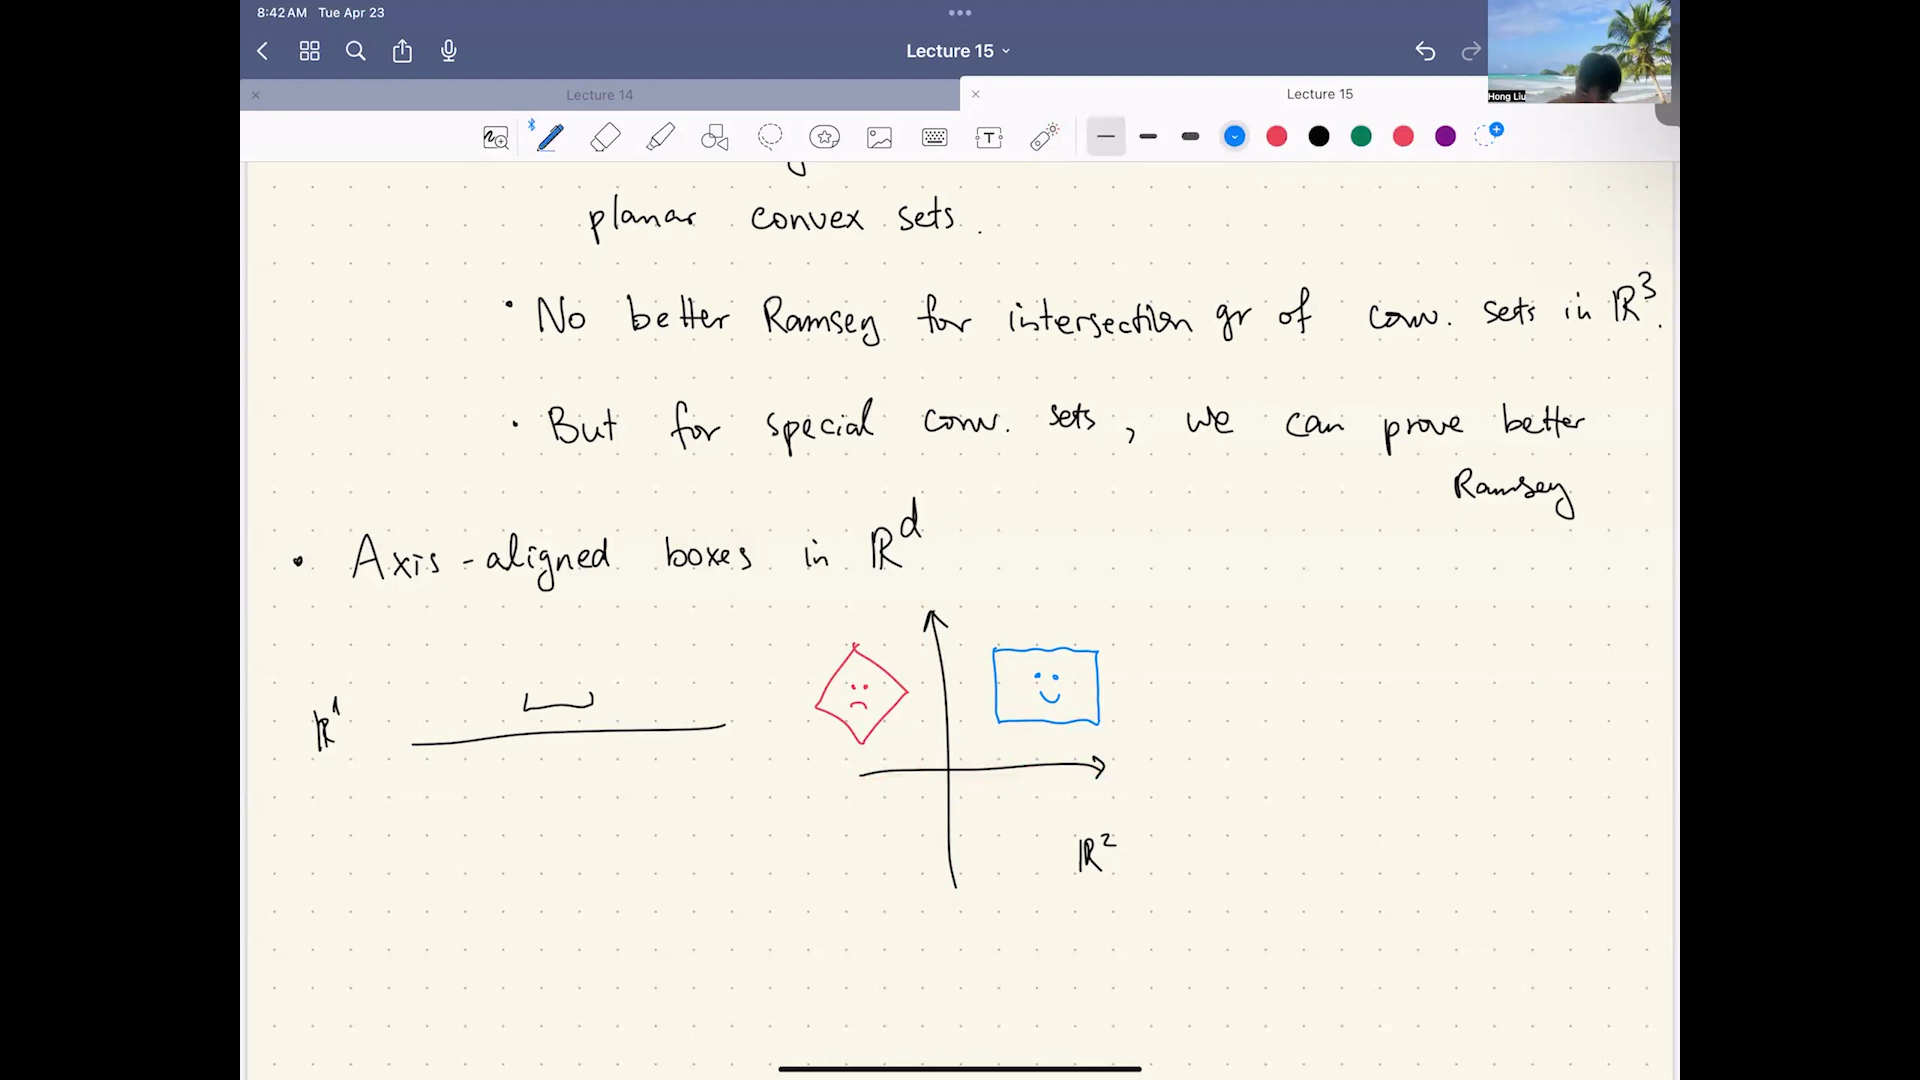 8:42 AM Tue Apr 23
Lecture 15
Hong Liu
Lecture 14
Lecture 15
planar convex sets.
· No better Ramsey for intersection gr of conv. sets in ℝ³.
· But for special conv. sets, we can prove better
Ramsey
· Axis-aligned boxes in ℝᵈ
ℝ¹
ℝ²